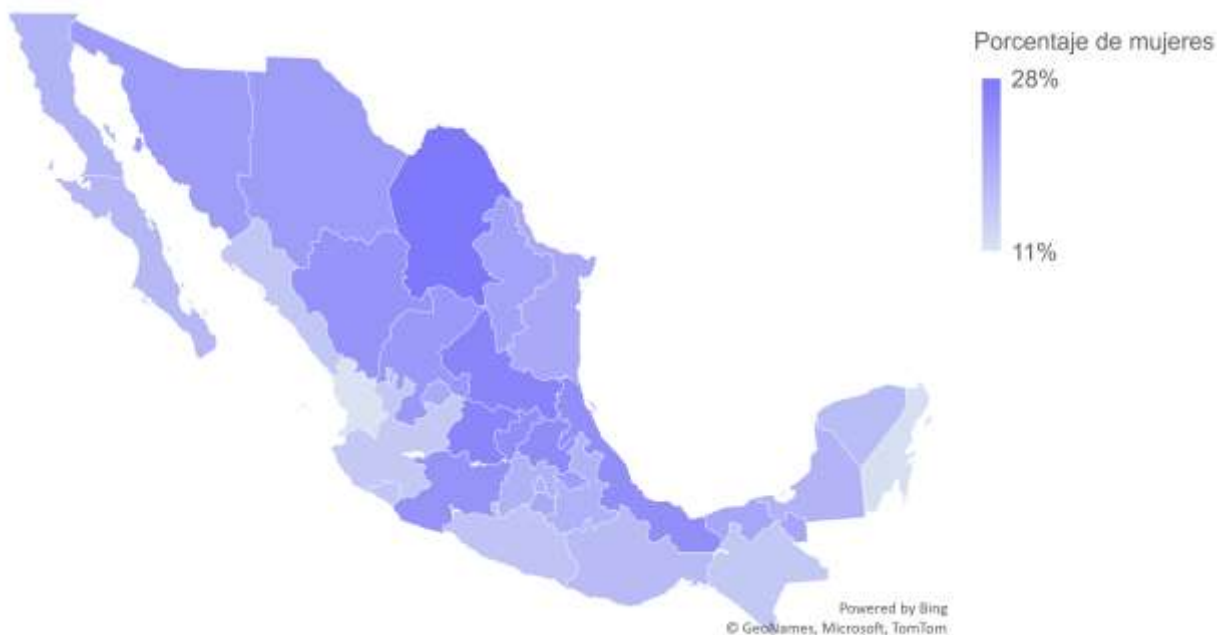 Porcentaje de mujeres
28%
11%
Powered by Bing
© GeoNames, Microsoft, TomTom